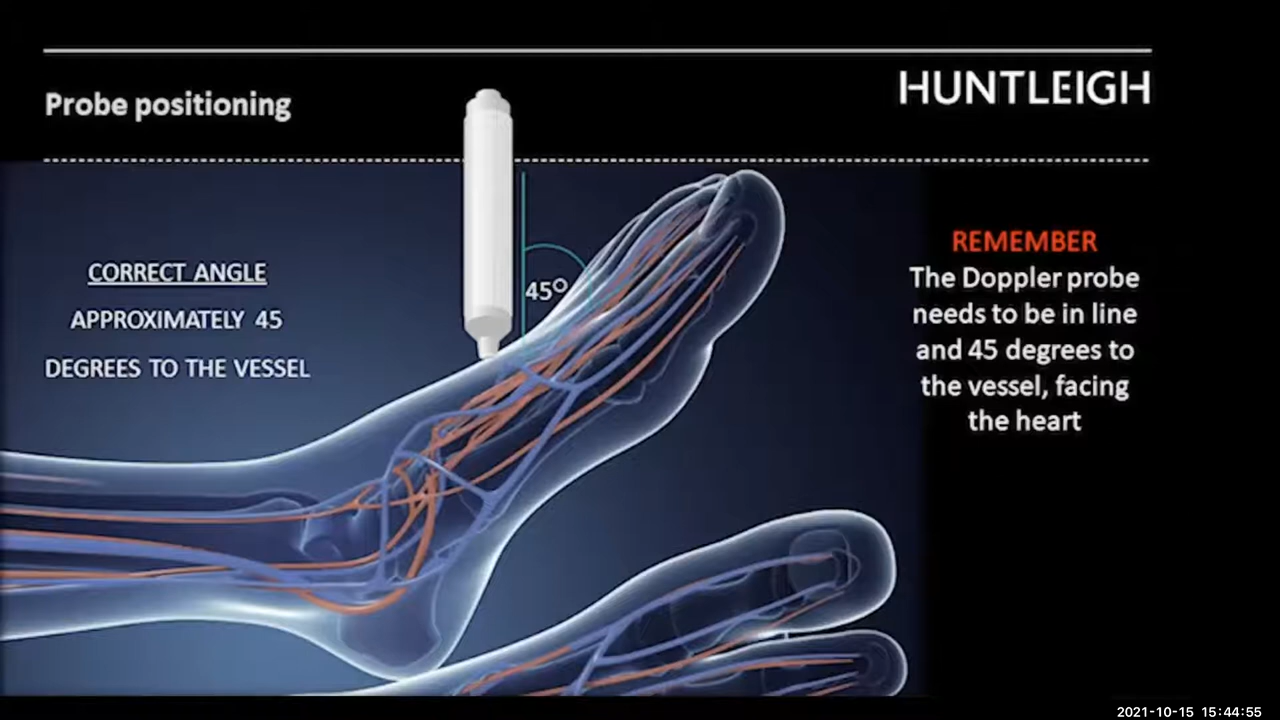 HUNTLEIGH
Probe positioning
CORRECT ANGLE
APPROXIMATELY 45
DEGREES TO THE VESSEL
45°
REMEMBER
The Doppler probe
needs to be in line
and 45 degrees to
the vessel, facing
the heart
2021-10-15 15:44:55